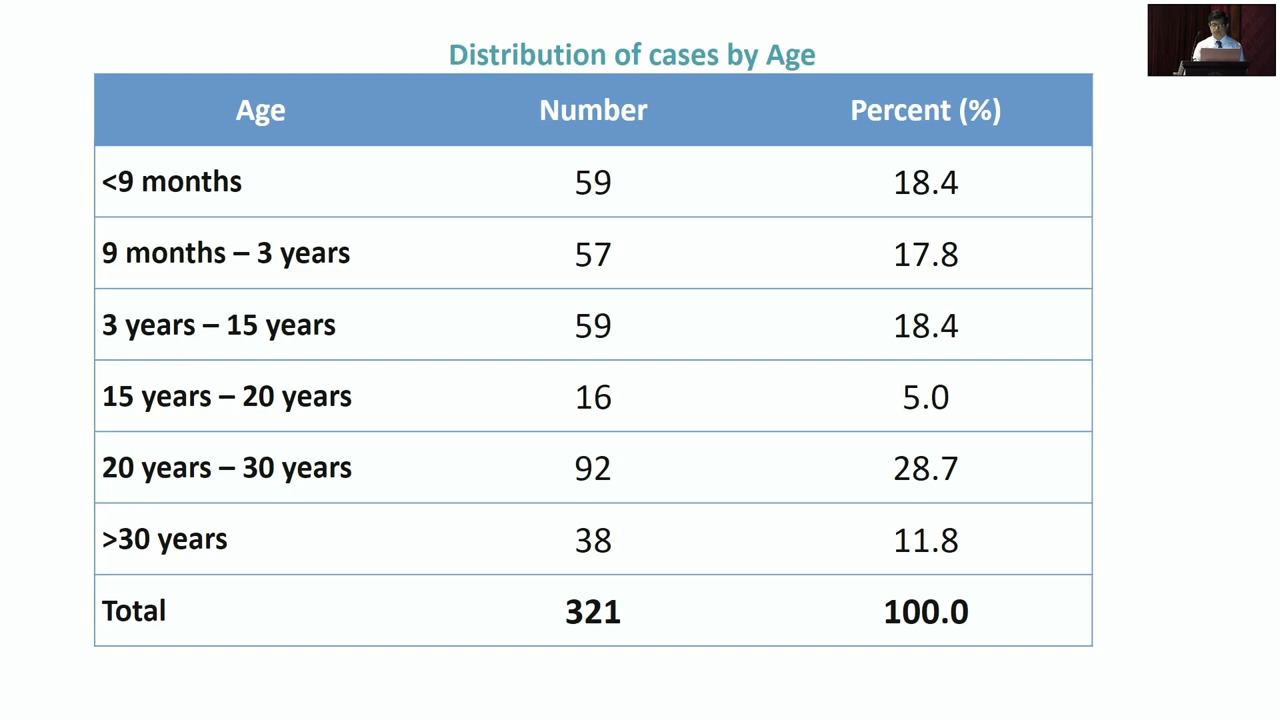 Distribution of cases by Age
Age Number Percent (%)
<9 months 59 18.4
9 months – 3 years 57 17.8
3 years – 15 years 59 18.4
15 years – 20 years 16 5.0
20 years – 30 years 92 28.7
>30 years 38 11.8
Total 321 100.0